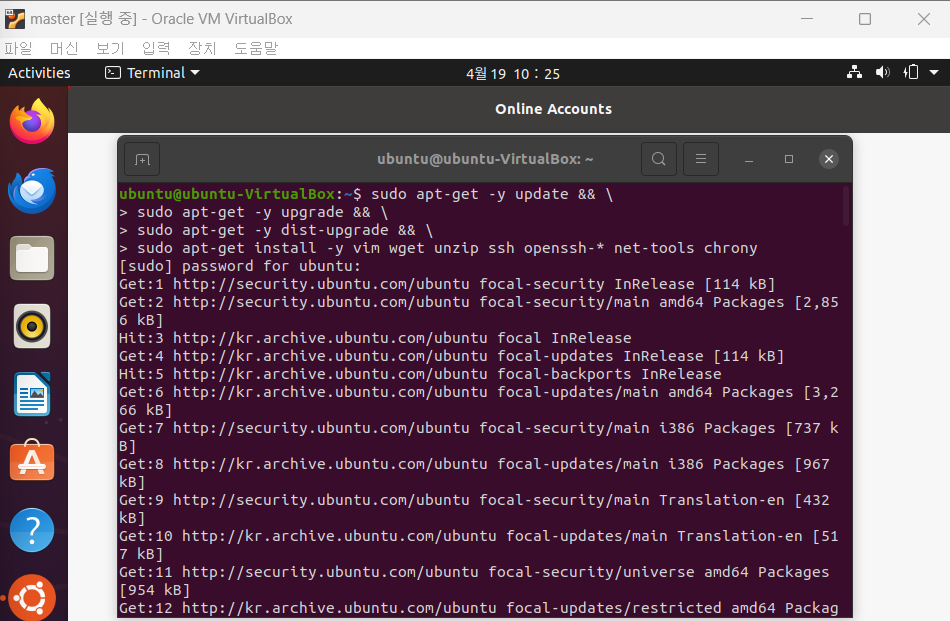 master [실행 중] - Oracle VM VirtualBox
파일 머신 보기 입력 장치 도움말
Activities Terminal 4월 19 10 : 25
Online Accounts
ubuntu@ubuntu-VirtualBox: ~
ubuntu@ubuntu-VirtualBox:~$ sudo apt-get -y update && \
> sudo apt-get -y upgrade && \
> sudo apt-get -y dist-upgrade && \
> sudo apt-get install -y vim wget unzip ssh openssh-* net-tools chrony
[sudo] password for ubuntu:
Get:1 http://security.ubuntu.com/ubuntu focal-security InRelease [114 kB]
Get:2 http://security.ubuntu.com/ubuntu focal-security/main amd64 Packages [2,85
6 kB]
Hit:3 http://kr.archive.ubuntu.com/ubuntu focal InRelease
Get:4 http://kr.archive.ubuntu.com/ubuntu focal-updates InRelease [114 kB]
Hit:5 http://kr.archive.ubuntu.com/ubuntu focal-backports InRelease
Get:6 http://kr.archive.ubuntu.com/ubuntu focal-updates/main amd64 Packages [3,2
66 kB]
Get:7 http://security.ubuntu.com/ubuntu focal-security/main i386 Packages [737 k
B]
Get:8 http://kr.archive.ubuntu.com/ubuntu focal-updates/main i386 Packages [967
kB]
Get:9 http://security.ubuntu.com/ubuntu focal-security/main Translation-en [432
kB]
Get:10 http://kr.archive.ubuntu.com/ubuntu focal-updates/main Translation-en [51
7 kB]
Get:11 http://security.ubuntu.com/ubuntu focal-security/universe amd64 Packages
[954 kB]
Get:12 http://kr.archive.ubuntu.com/ubuntu focal-updates/restricted amd64 Packag